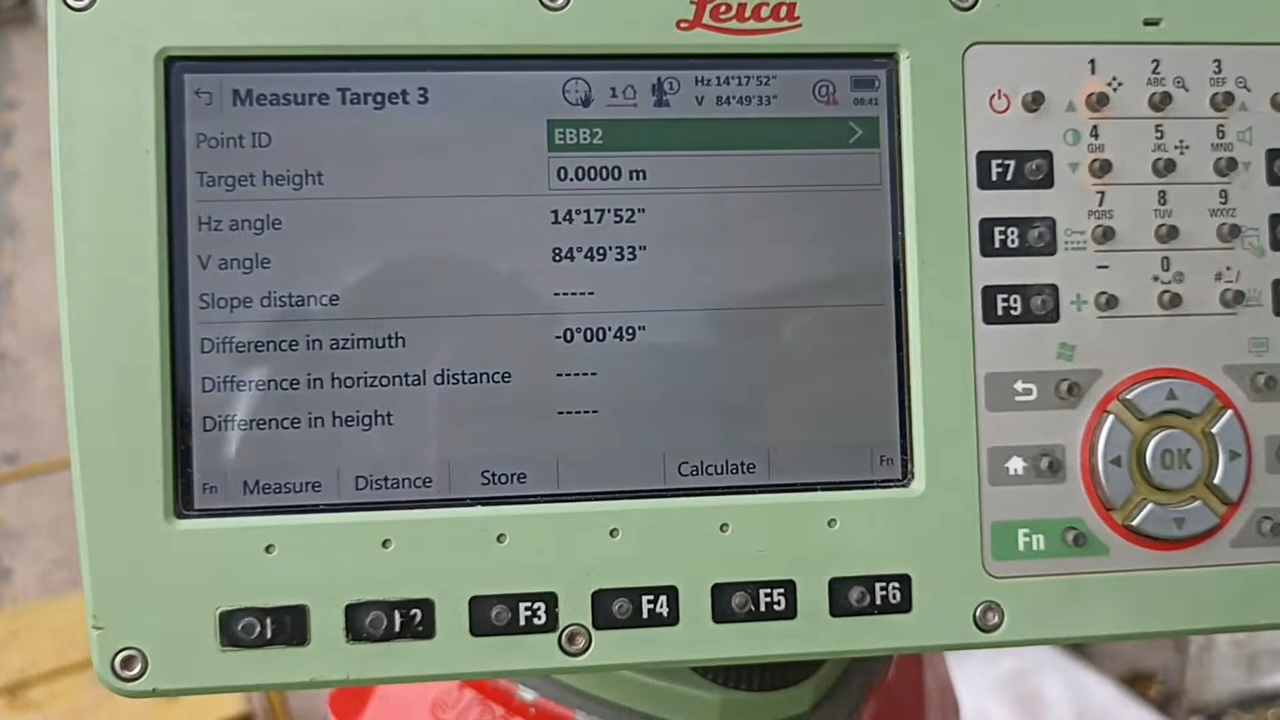 Leica
Measure Target 3
1
1
Hz 14°17'52"
V 84°49'33"
@
08:41
Point ID
EBB2
Target height
0.0000 m
Hz angle
14°17'52"
V angle
84°49'33"
Slope distance
-----
Difference in azimuth
-0°00'49"
Difference in horizontal distance
-----
Difference in height
-----
Fn
Measure
Distance
Store
Calculate
Fn
F2
F3
F4
F5
F6
1
2
ABC
3
DEF
F7
4
GHI
5
JKL
6
MNO
F8
7
PQRS
8
TUV
9
WXYZ
F9
-
0
OK
Fn